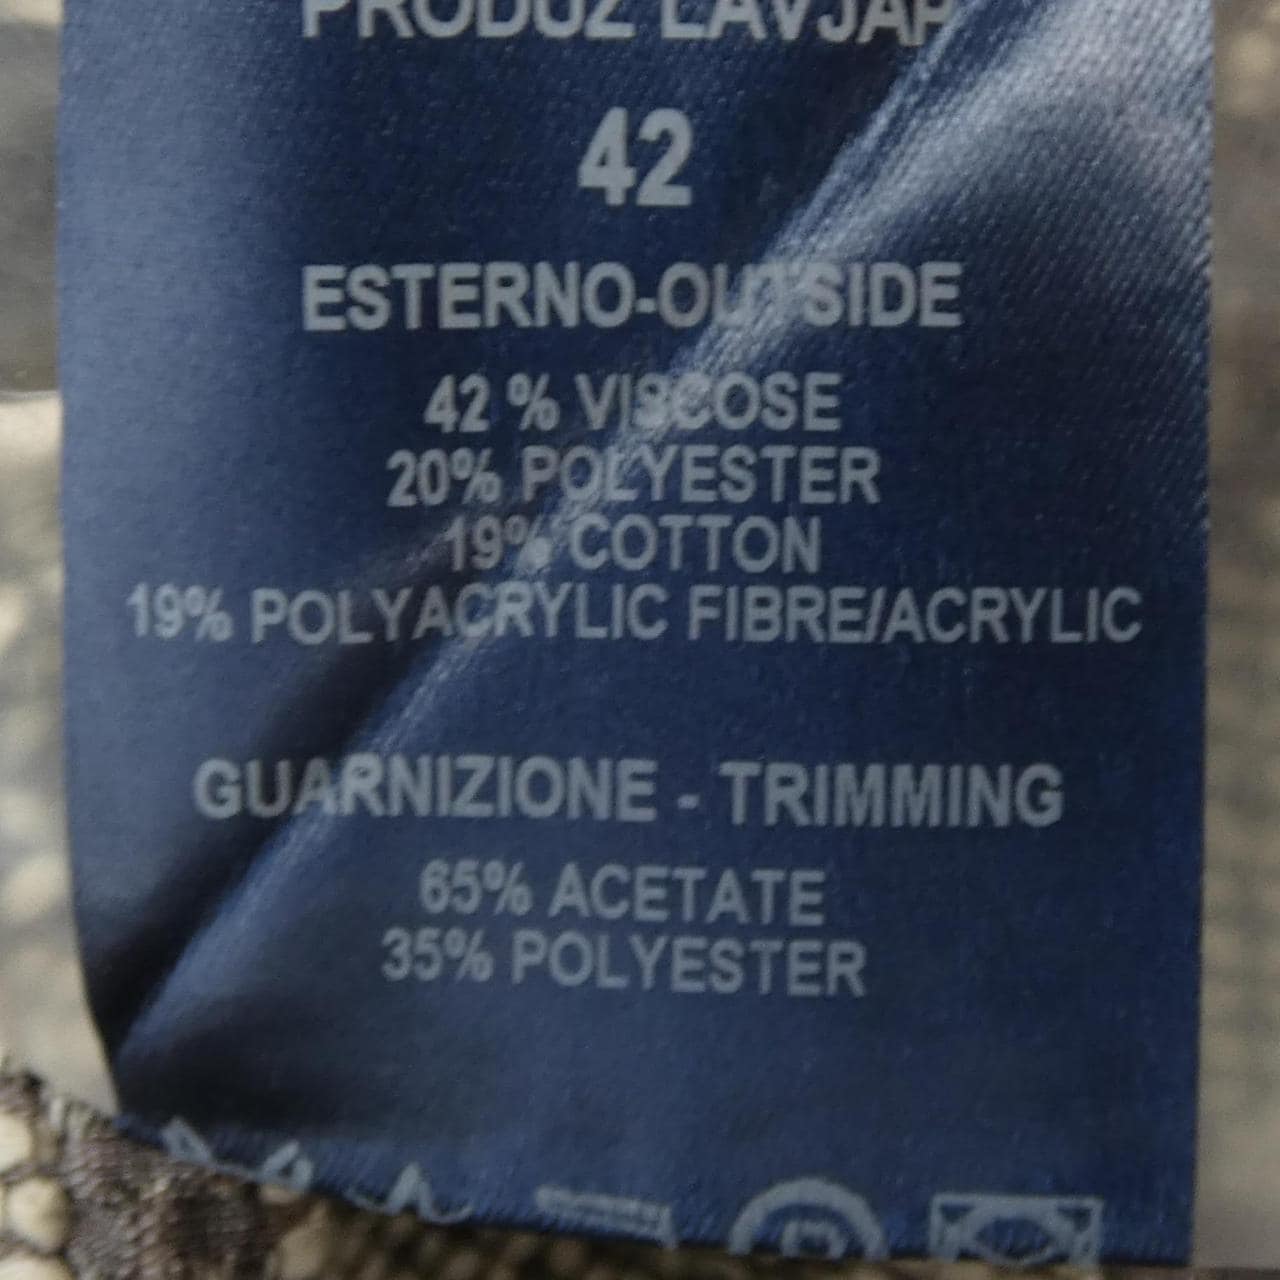 PRODUZ LAVJAP
42
ESTERNO-OUTSIDE
42 % VISCOSE
20% POLYESTER
19% COTTON
19% POLYACRYLIC FIBRE/ACRYLIC
GUARNIZIONE - TRIMMING
65% ACETATE
35% POLYESTER